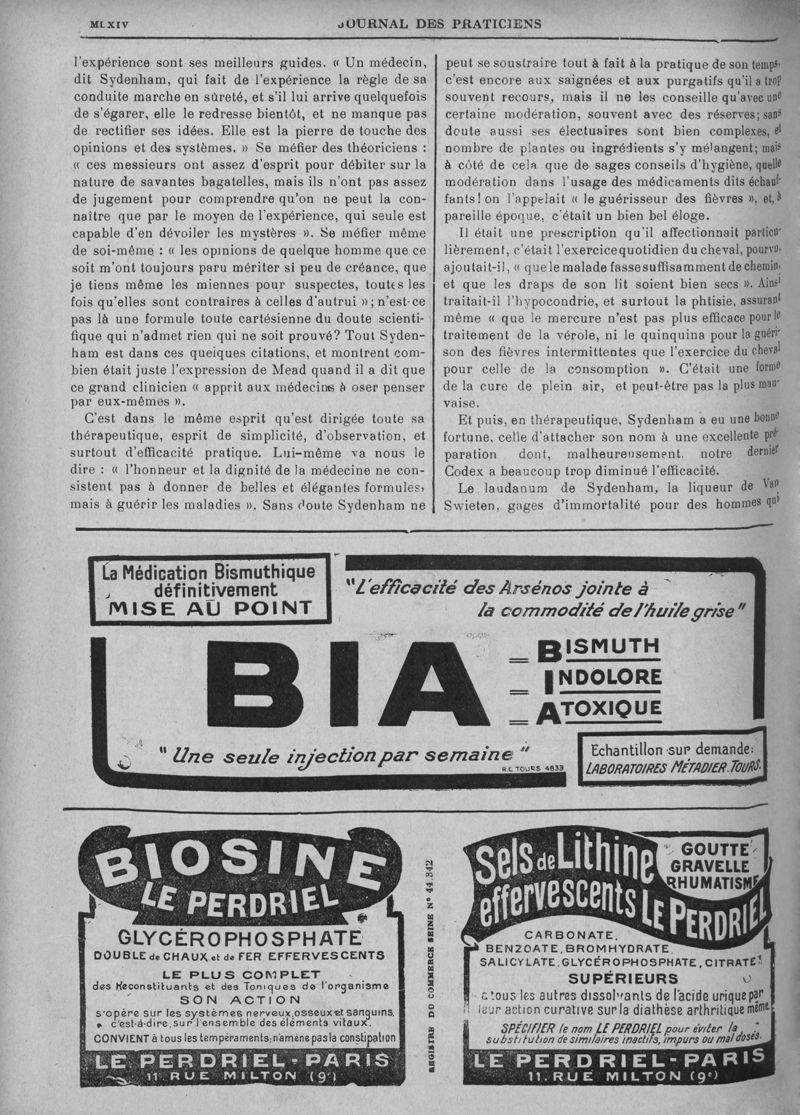 MLXIV
JOURNAL DES PRATICIENS
l'expérience sont ses meilleurs guides. « Un médecin,
dit Sydenham, qui fait de l'expérience la règle de sa
conduite marche en sûreté, et s'il lui arrive quelquefois
de s'égarer, elle le redresse bientôt, et ne manque pas
de rectifier ses idées. Elle est la pierre de touche des
opinions et des systèmes. » Se méfier des théoriciens :
« ces messieurs ont assez d'esprit pour débiter sur la
nature de savantes bagatelles, mais ils n'ont pas assez
de jugement pour comprendre qu'on ne peut la con-
naître que par le moyen de l'expérience, qui seule est
capable d'en dévoiler les mystères ». Se méfier même
de soi-même : « les opinions de quelque homme que ce
soit m'ont toujours paru mériter si peu de créance, que
je tiens même les miennes pour suspectes, toutes les
fois qu'elles sont contraires à celles d'autrui » ; n'est-ce
pas là une formule toute cartésienne du doute scienti-
fique qui n'admet rien qui ne soit prouvé? Tout Syden-
ham est dans ces queiques citations, et montrent com-
bien était juste l'expression de Mead quand il a dit que
ce grand clinicien « apprit aux médecins à oser penser
par eux-mêmes ».
C'est dans le même esprit qu'est dirigée toute sa
thérapeutique, esprit de simplicité, d'observation, et
surtout d'efficacité pratique. Lui-même va nous le
dire : « l'honneur et la dignité de la médecine ne con-
sistent pas à donner de belles et élégantes formules,
mais à guérir les maladies ». Sans doute Sydenham ne
peut se soustraire tout à fait à la pratique de son temps,
c'est encore aux saignées et aux purgatifs qu'il a trop
souvent recours, mais il ne les conseille qu'avec une
certaine modération, souvent avec des réserves; sans
doute aussi ses électuaires sont bien complexes, et
nombre de plantes ou ingrédients s'y mélangent; mais
à côté de cela que de sages conseils d'hygiène, quelle
modération dans l'usage des médicaments dits échauf-
fants! on l'appelait « le guérisseur des fièvres », et, à
pareille époque, c'était un bien bel éloge.
Il était une prescription qu'il affectionnait particu-
lièrement, c'était l'exercice quotidien du cheval, pourvu,
ajoutait-il, « que le malade fasse suffisamment de chemin,
et que les draps de son lit soient bien secs ». Ainsi
traitait-il l'hypocondrie, et surtout la phtisie, assurant
même « que le mercure n'est pas plus efficace pour le
traitement de la vérole, ni le quinquina pour la guéri-
son des fièvres intermittentes que l'exercice du cheval
pour celle de la consomption ». C'était une forme
de la cure de plein air, et peut-être pas la plus mau-
vaise.
Et puis, en thérapeutique, Sydenham a eu une bonne
fortune, celle d'attacher son nom à une excellente pré-
paration dont, malheureusement, notre dernier
Codex a beaucoup trop diminué l'efficacité.
Le laudanum de Sydenham, la liqueur de Van
Swieten, gages d'immortalité pour des hommes qui
La Médication Bismuthique
définitivement
MISE AU POINT
"L'efficacité des Arsénos jointe à
la commodité de l'huile grise"
BIA
= BISMUTH
= INDOLORE
= ATOXIQUE
"Une seule injection par semaine"
R.C. TOURS 4833
Echantillon sur demande:
LABORATOIRES MÉTADIER.TOURS.
BIOSINE
LE PERDRIEL
GLYCÉROPHOSPHATE
DOUBLE de CHAUX et de FER EFFERVESCENTS
LE PLUS COMPLET
des Reconstituants et des Toniques de l'organisme
SON ACTION
s'opère sur les systèmes nerveux, osseux et sanguins,
c'est-à-dire, sur l'ensemble des éléments vitaux.
CONVIENT à tous les tempéraments; n'amène pas la constipation
LE PERDRIEL-PARIS
11. RUE MILTON (9e)
REGISTRE DU COMMERCE SEINE N° 44.342
Sels de Lithine
effervescents LE PERDRIEL
GOUTTE
GRAVELLE
RHUMATISME
CARBONATE,
BENZOATE, BROMHYDRATE
SALICYLATE, GLYCÉROPHOSPHATE, CITRATE
SUPÉRIEURS
à tous les autres dissolvants de l'acide urique par
leur action curative sur la diathèse arthritique même.
SPÉCIFIER le nom LE PERDRIEL pour éviter la
substitution de similaires inactifs, impurs ou mal dosés.
LE PERDRIEL-PARIS
11. RUE MILTON (9e)